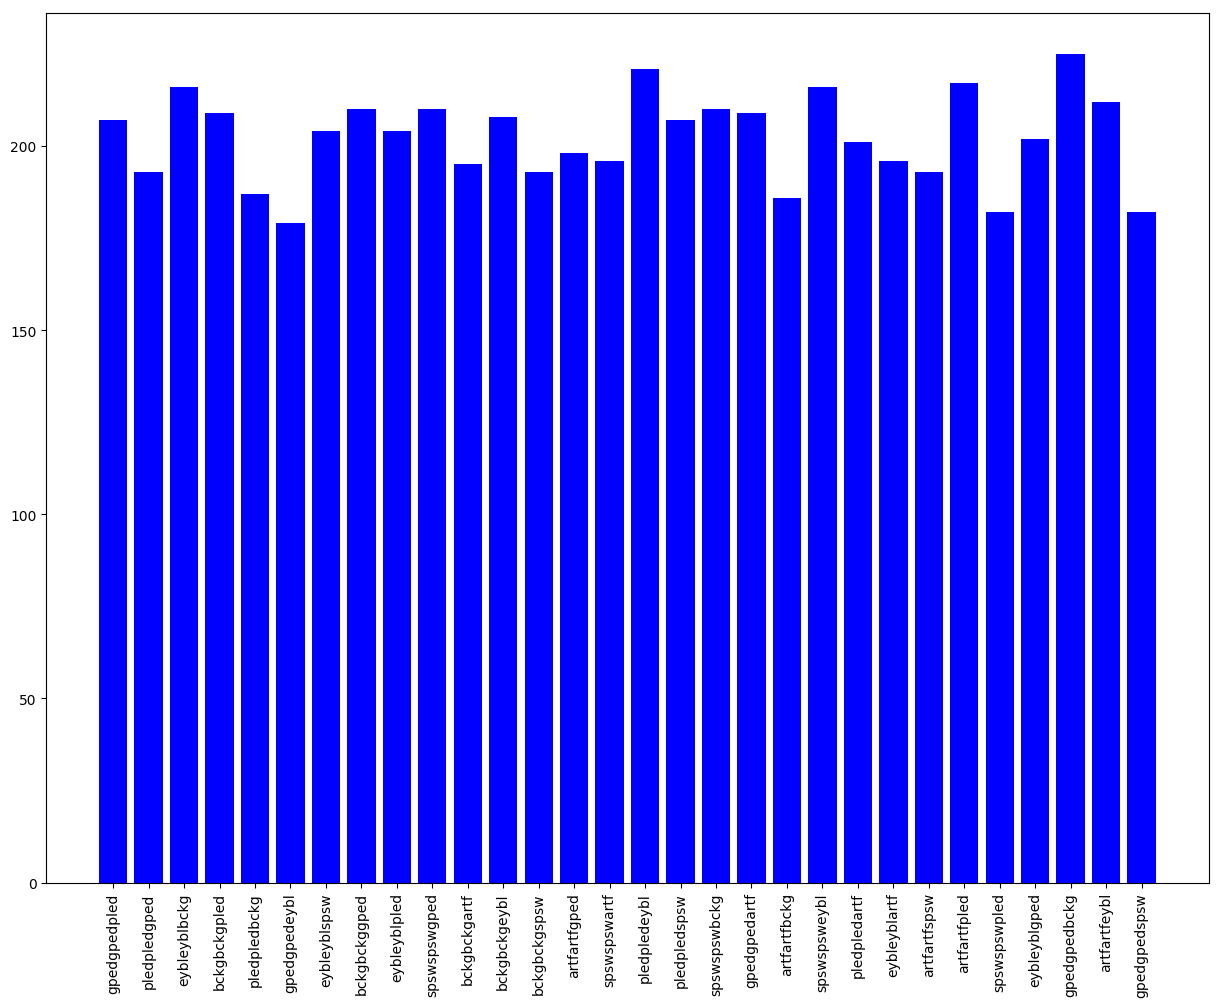 200
150
100
50
0
gpedgpedpled
pledpledgped
eybleyblbckg
bckgbckgpled
pledpledbckg
gpedgpedeybl
eybleyblspsw
bckgbckggped
eybleyblpled
spswspswgped
bckgbckgartf
bckgbckgeybl
bckgbckgspsw
artfartfgped
spswspswartf
pledpledeybl
pledpledspsw
spswspswbckg
gpedgpedartf
artfartfbckg
spswspsweybl
pledpledartf
eybleyblartf
artfartfspsw
artfartfpled
spswspswpled
eybleyblgped
gpedgpedbckg
artfartfeybl
gpedgpedspsw